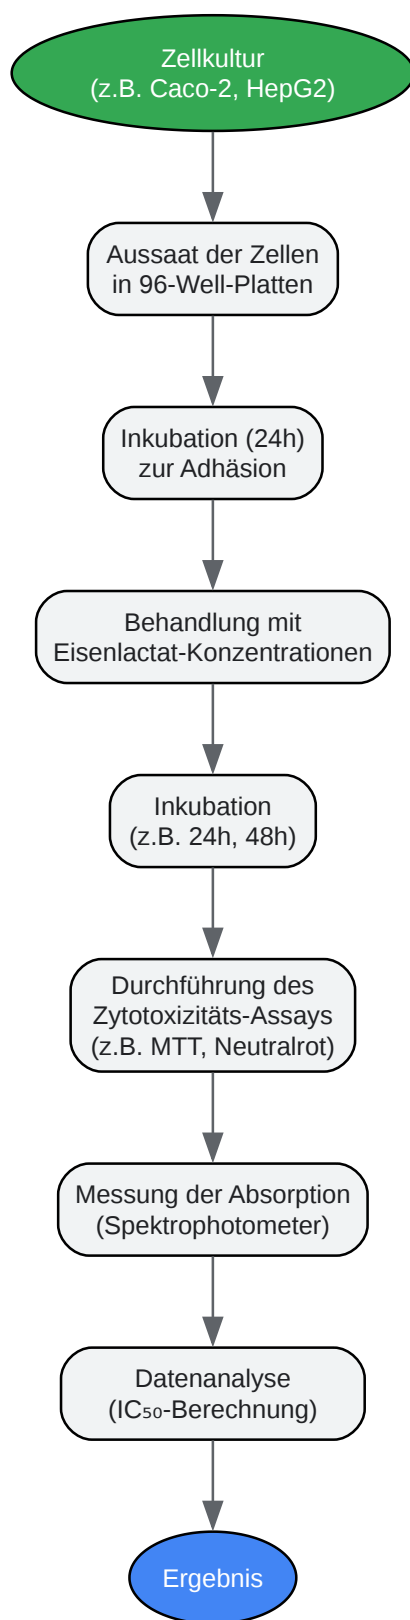 Zellkultur
(z.B. Caco-2, HepG2)
Aussaat der Zellen
in 96-Well-Platten
Inkubation (24h)
zur Adhäsion
Behandlung mit
Eisenlactat-Konzentrationen
Inkubation
(z.B. 24h, 48h)
Durchführung des
Zytotoxizitäts-Assays
(z.B. MTT, Neutralrot)
Messung der Absorption
(Spektrophotometer)
Datenanalyse
(IC₅₀-Berechnung)
Ergebnis